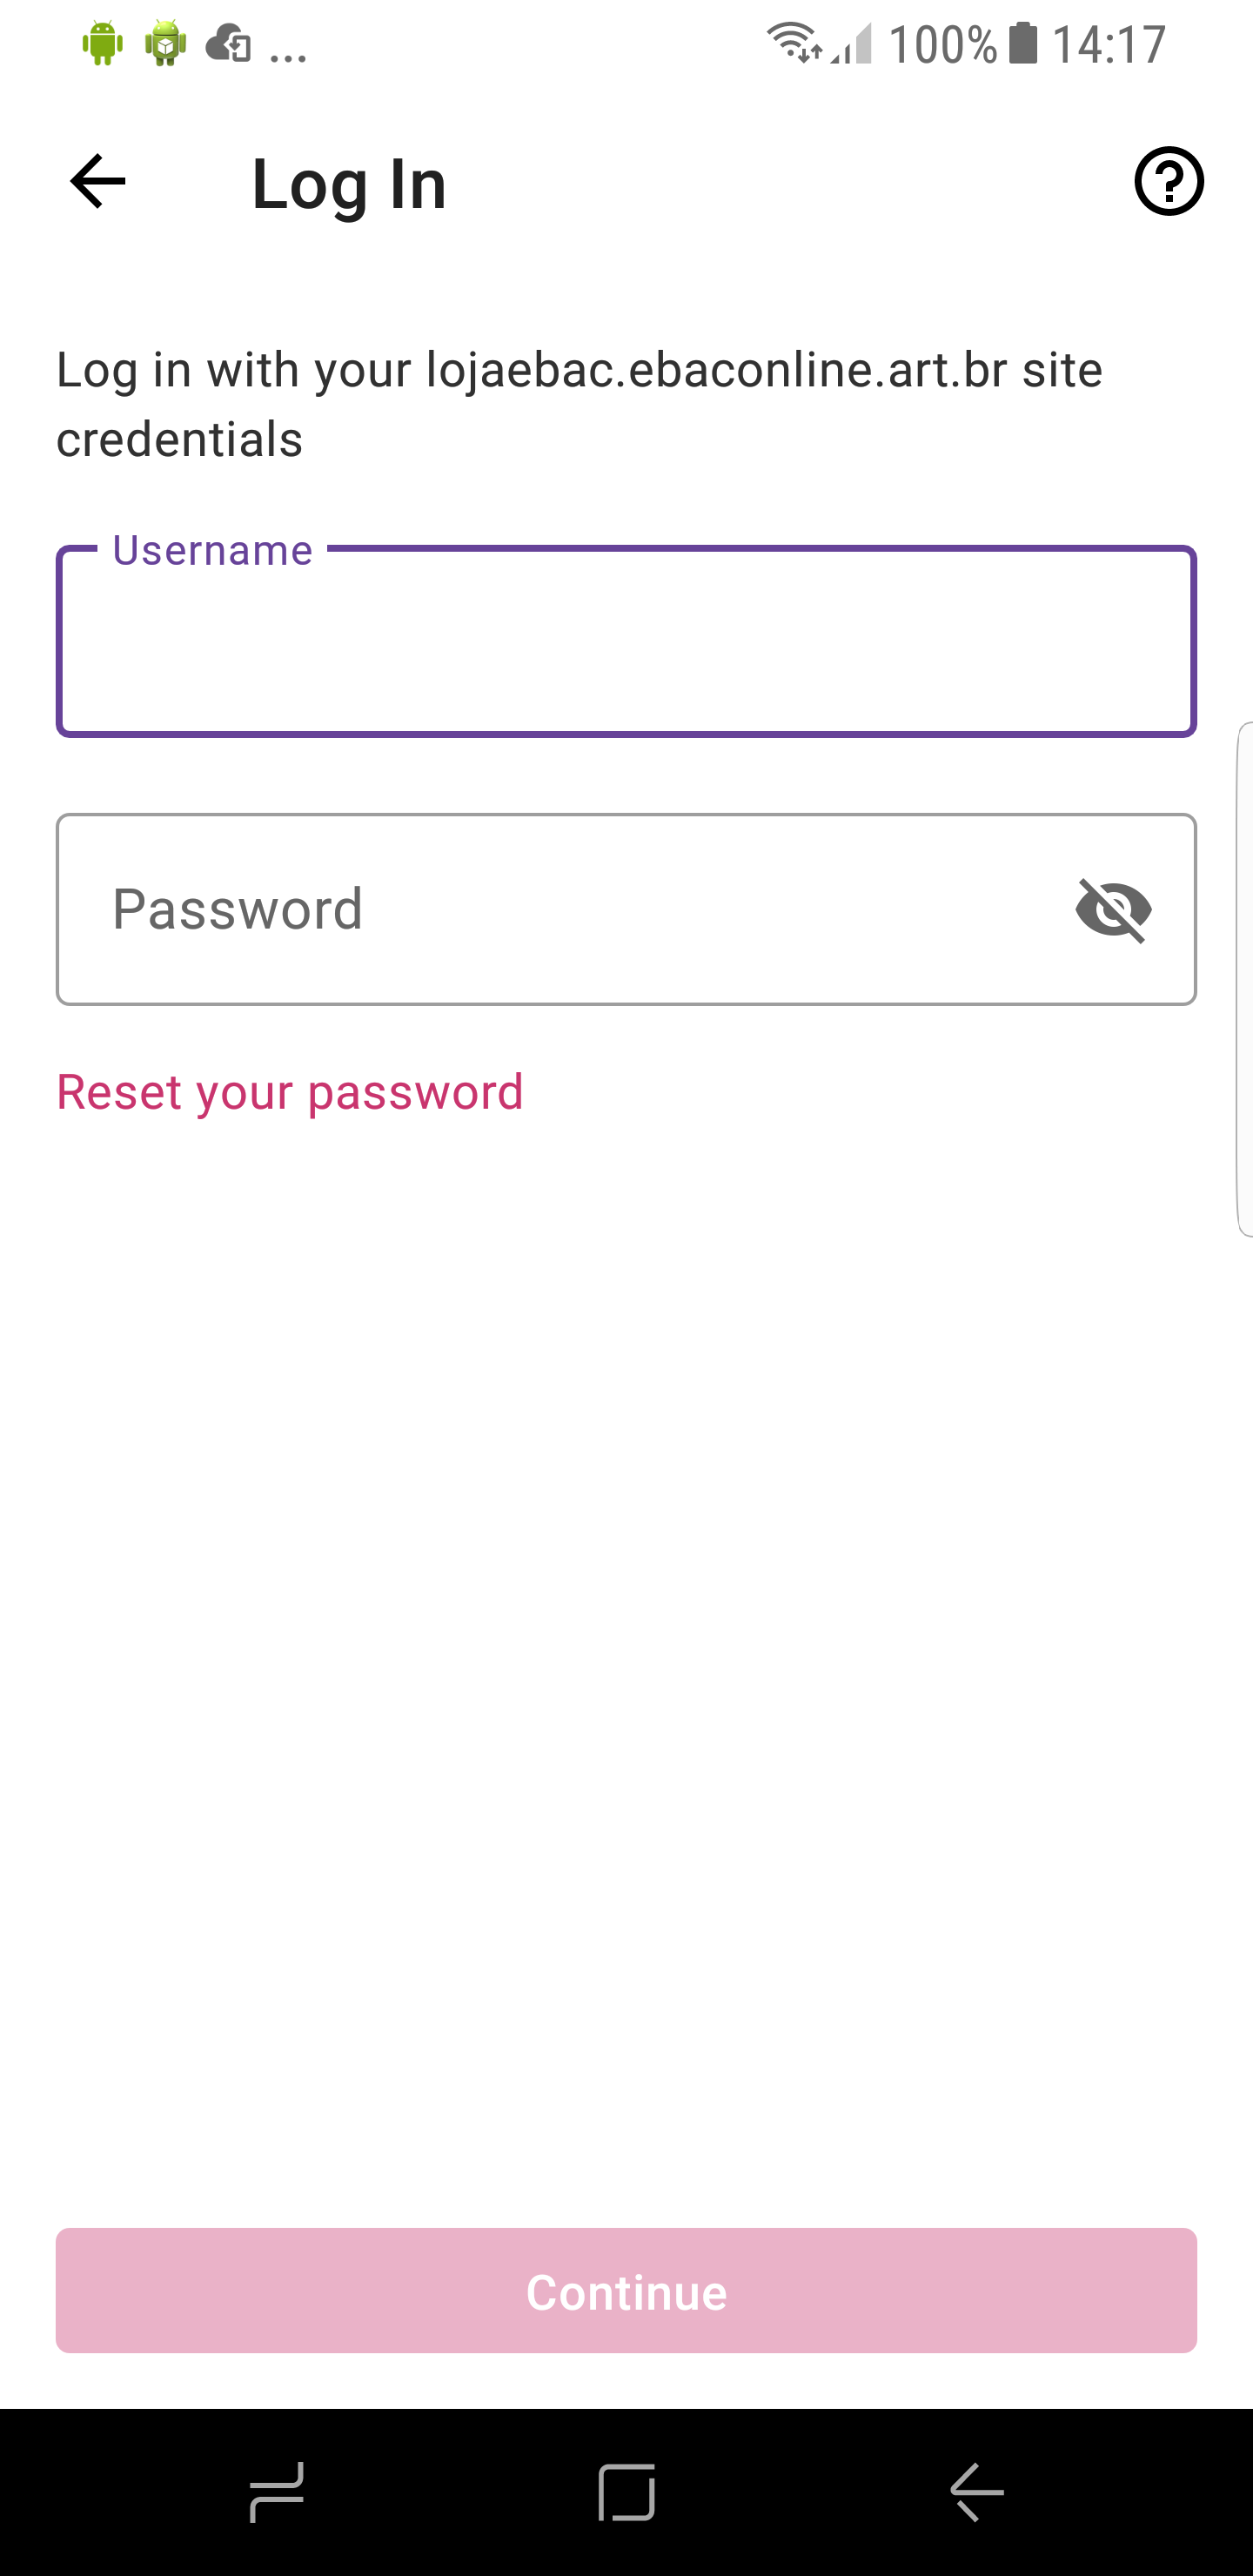 ... 100% 14:17
Log In
Log in with your lojaebac.ebaconline.art.br site
credentials
Username
Password
Reset your password
Continue